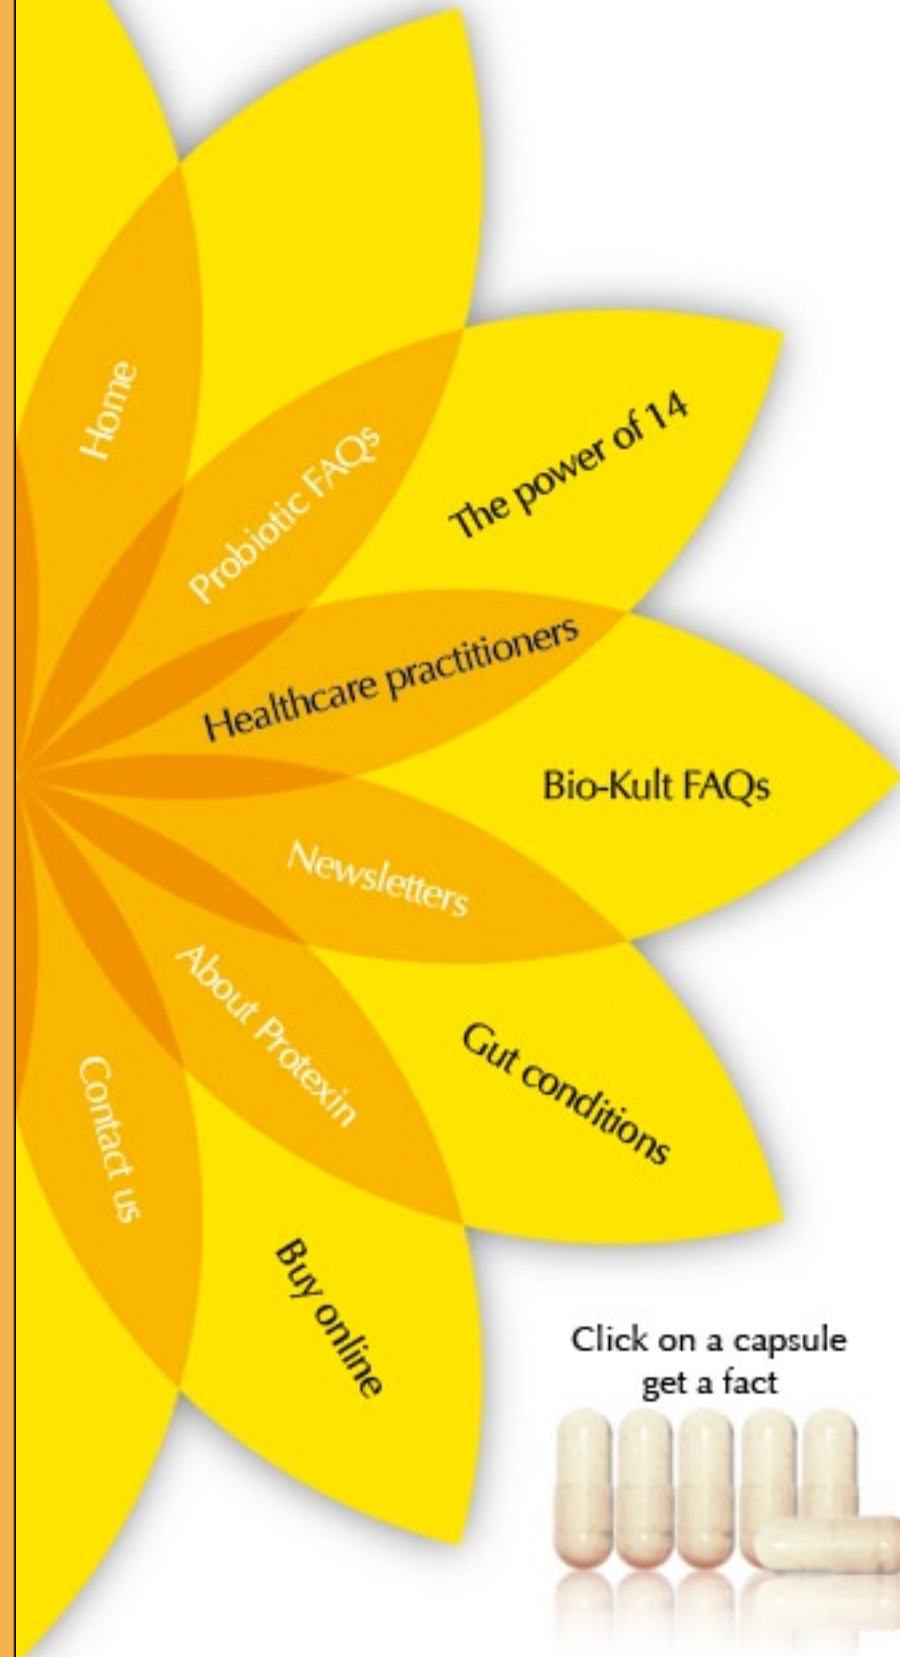 Home
Probiotic FAQs
The power of 14
Healthcare practitioners
Bio-Kult FAQs
Newsletters
About Protexin
Gut conditions
Contact us
Buy online
Click on a capsule
get a fact